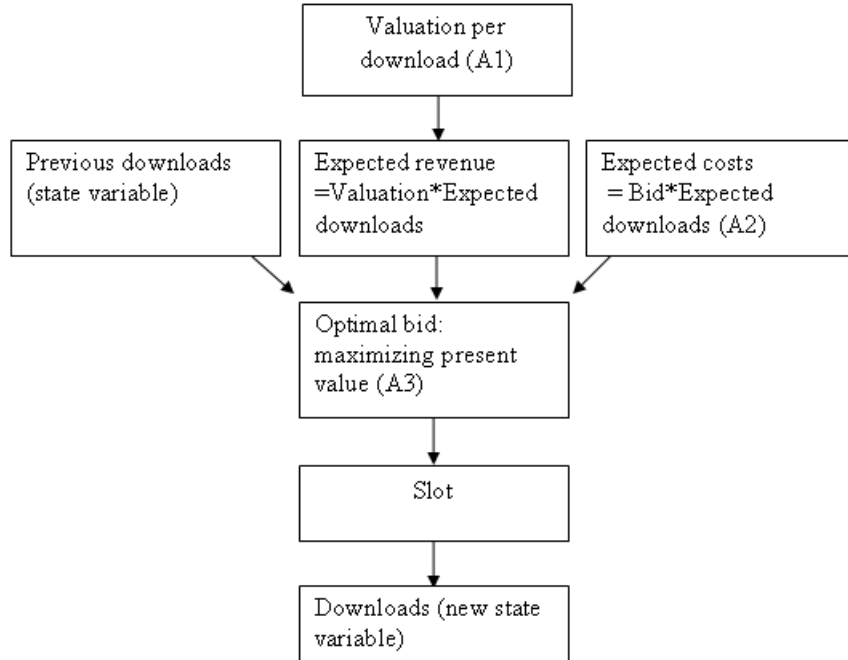 Valuation per
download (A1)
Previous downloads
(state variable)
Expected revenue
=Valuation*Expected
downloads
Expected costs
= Bid*Expected
downloads (A2)
Optimal bid:
maximizing present
value (A3)
Slot
Downloads (new state
variable)